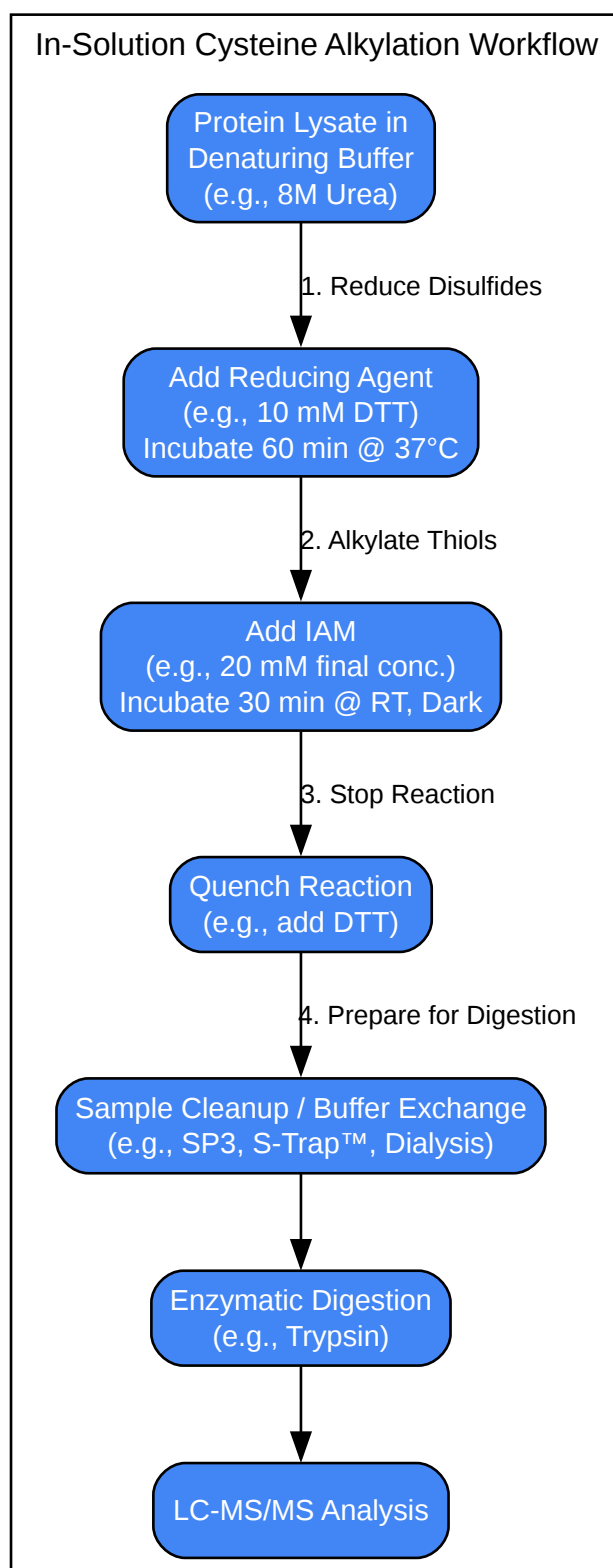 In-Solution Cysteine Alkylation Workflow
Protein Lysate in
Denaturing Buffer
(e.g., 8M Urea)
1. Reduce Disulfides
Add Reducing Agent
(e.g., 10 mM DTT)
Incubate 60 min @ 37°C
2. Alkylate Thiols
Add IAM
(e.g., 20 mM final conc.)
Incubate 30 min @ RT, Dark
3. Stop Reaction
Quench Reaction
(e.g., add DTT)
4. Prepare for Digestion
Sample Cleanup / Buffer Exchange
(e.g., SP3, S-Trap™, Dialysis)
Enzymatic Digestion
(e.g., Trypsin)
LC-MS/MS Analysis